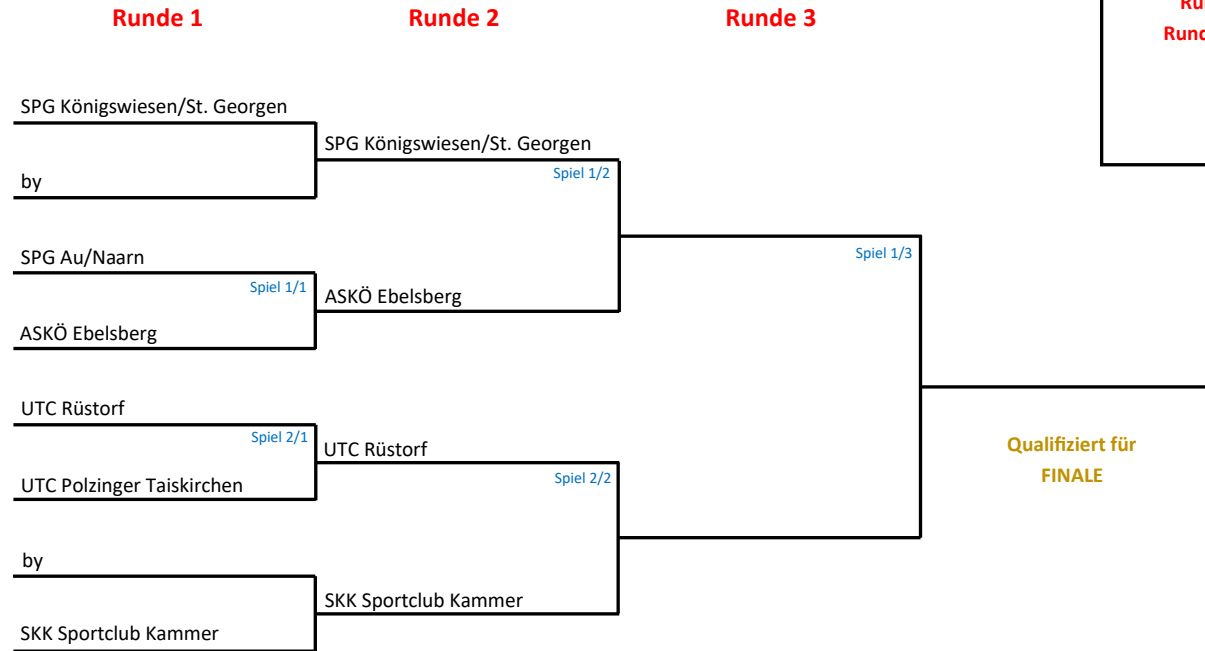 Runde 1
Runde 2
Runde 3
SPG Königswiesen/St. Georgen
SPG Königswiesen/St. Georgen
Spiel 1/2
by
SPG Au/Naarn
Spiel 1/3
Spiel 1/1
ASKÖ Ebelsberg
ASKÖ Ebelsberg
UTC Rüstorf
Spiel 2/1
UTC Rüstorf
Qualifiziert für
FINALE
Spiel 2/2
UTC Polzinger Taiskirchen
by
SKK Sportclub Kammer
SKK Sportclub Kammer